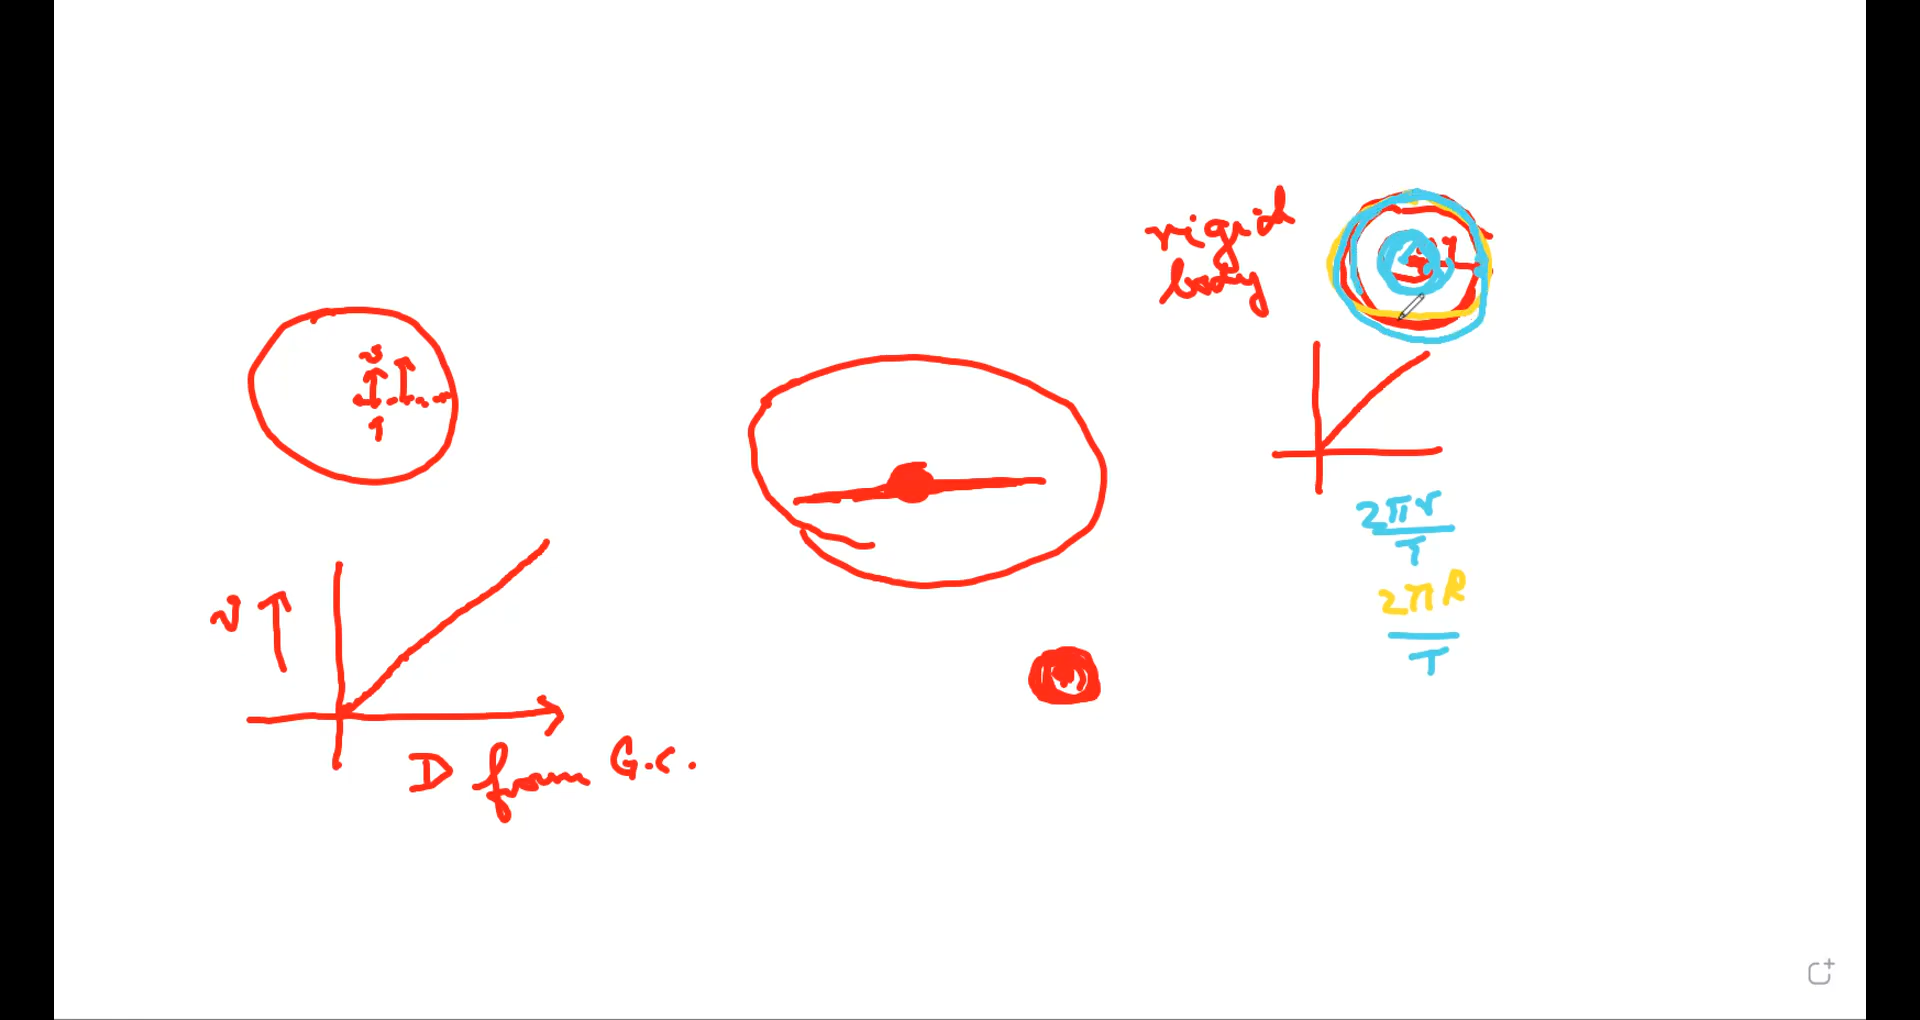 rigid
body
v
r
r
v
D from G.C.
2πr
T
2πR
T